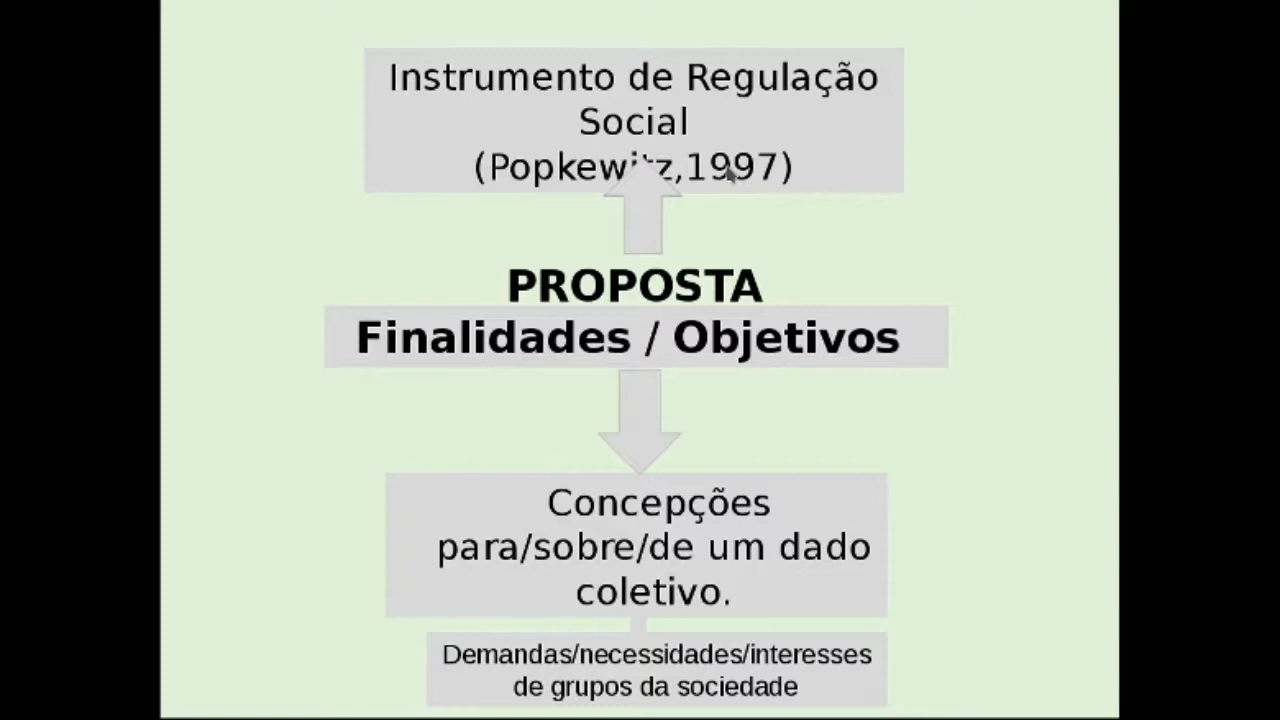 Instrumento de Regulação
Social
(Popkewitz,1997)
PROPOSTA
Finalidades / Objetivos
Concepções
para/sobre/de um dado
coletivo.
Demandas/necessidades/interesses
de grupos da sociedade